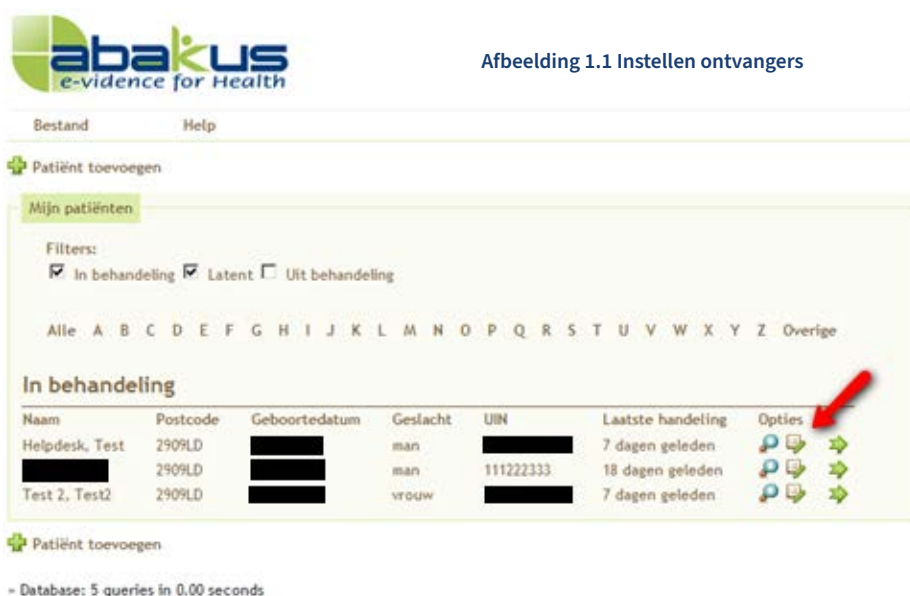 abakus
e-vidence for Health
Afbeelding 1.1 Instellen ontvangers
Bestand Help
Patiënt toevoegen
Mijn patiënten
Filters:
In behandeling Latent Uit behandeling
Alle A B C D E F G H I J K L M N O P Q R S T U V W X Y Z Overige
In behandeling
Naam Postcode Geboortedatum Geslacht UIN Laatste handeling Opties
Helpdesk, Test 2909LD man 7 dagen geleden
2909LD man 111222333 18 dagen geleden
Test 2, Test2 2909LD vrouw 7 dagen geleden
Patiënt toevoegen
- Database: 5 queries in 0.00 seconds